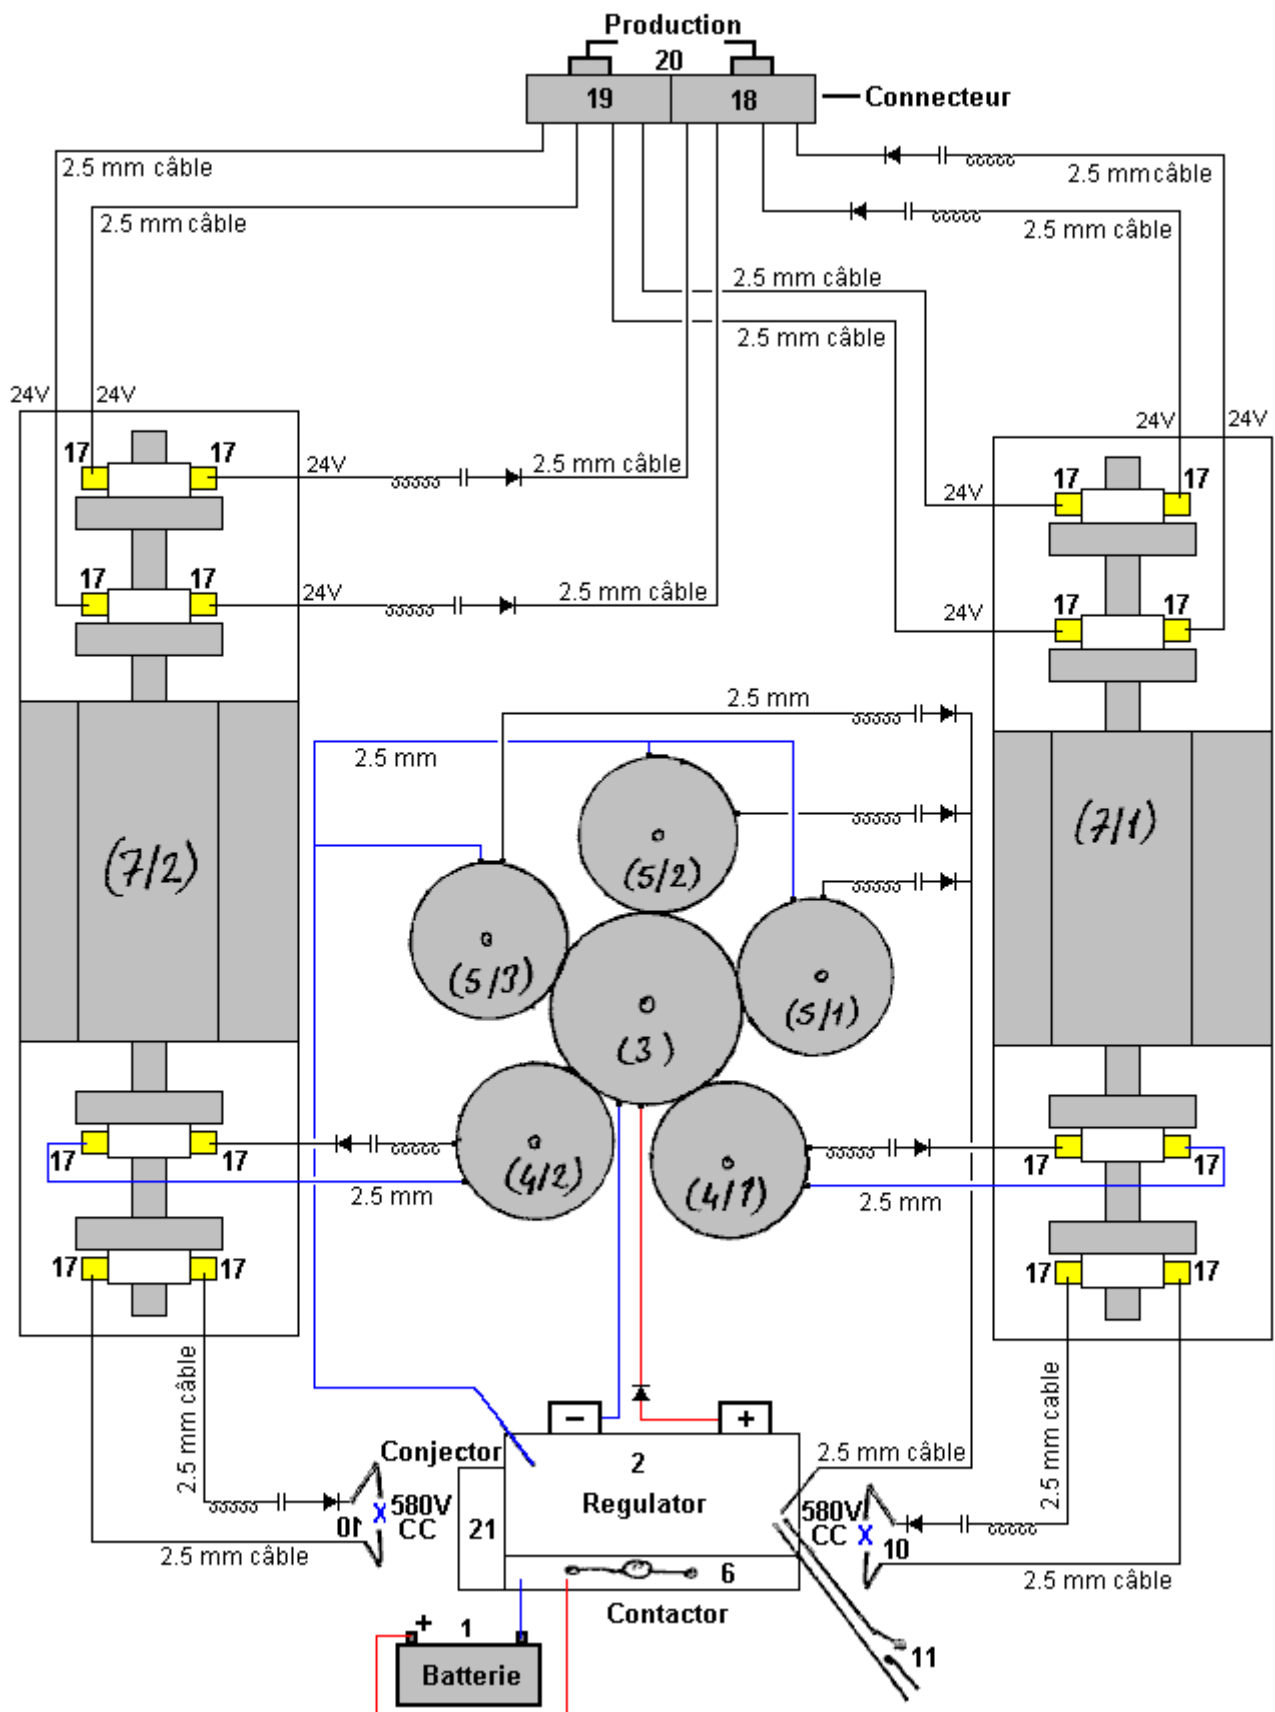 Production
20
19
18
Connecteur
2.5 mm câble
2.5 mm câble
2.5 mm câble
2.5 mm câble
2.5 mm câble
2.5 mm câble
24V
24V
24V
24V
17
17
24V
2.5 mm câble
17
17
24V
17
17
24V
2.5 mm câble
17
17
24V
2.5 mm
2.5 mm
(7/2)
(7/1)
(5/2)
(5/3)
(5/1)
(3)
(4/2)
(4/1)
17
17
2.5 mm
2.5 mm
17
17
17
17
17
17
2.5 mm câble
2.5 mm cable
−
+
Conjector
2
2.5 mm câble
Regulator
580V
CC
10
21
580V
CC
10
2.5 mm câble
2.5 mm câble
6
Contactor
+
1
Batterie
11